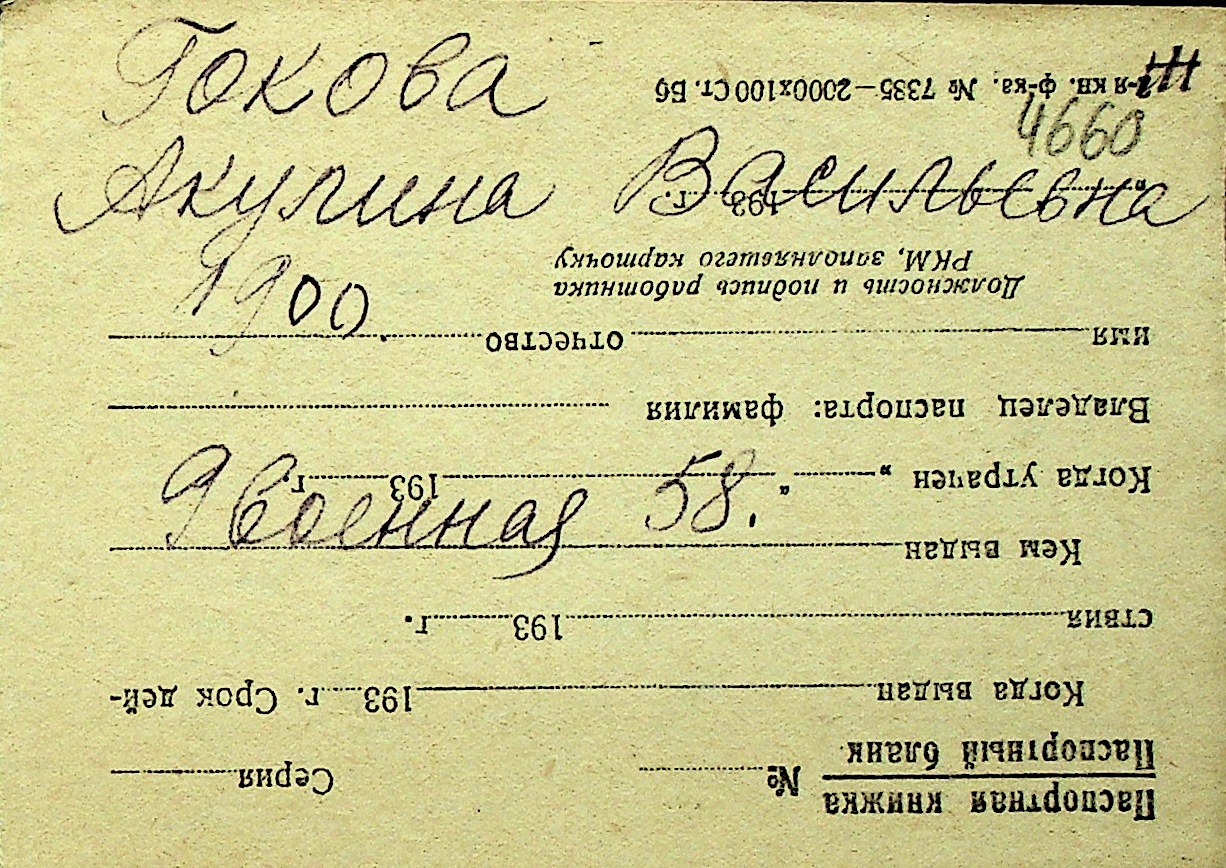 Гокова
Акулина Васильевна
1900
9 военная 58.
4660
Паспортная книжка
Паспортный бланк
№ Серия
Когда выдан 193 г. Срок дей-
ствия 193 г.
Кем выдан
Когда утрачен „ “ 193 г.
Владелец паспорта: фамилия
имя отчество
Должность и подпись работника
РКМ, заполнявшего карточку
„ 193 г.
-я кн. ф-ка, № 7335—2000х100 Ст. Б6